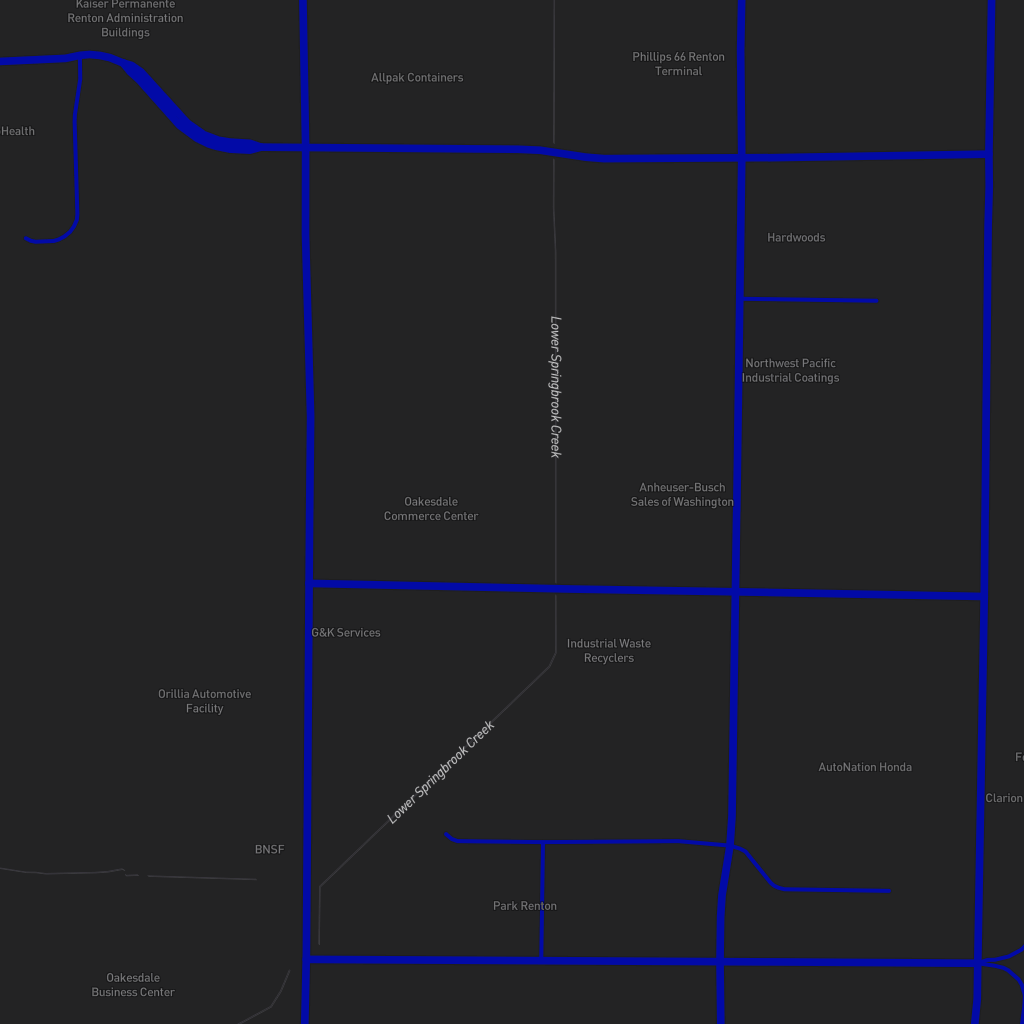 Kaiser Permanente
Renton Administration
Buildings
Phillips 66 Renton
Terminal
Allpak Containers
Health
Hardwoods
Lower Springbrook Creek
Northwest Pacific
Industrial Coatings
Anheuser-Busch
Sales of Washington
Oakesdale
Commerce Center
G&K Services
Industrial Waste
Recyclers
Orillia Automotive
Facility
Lower Springbrook Creek
AutoNation Honda
Clarion
BNSF
Park Renton
Oakesdale
Business Center